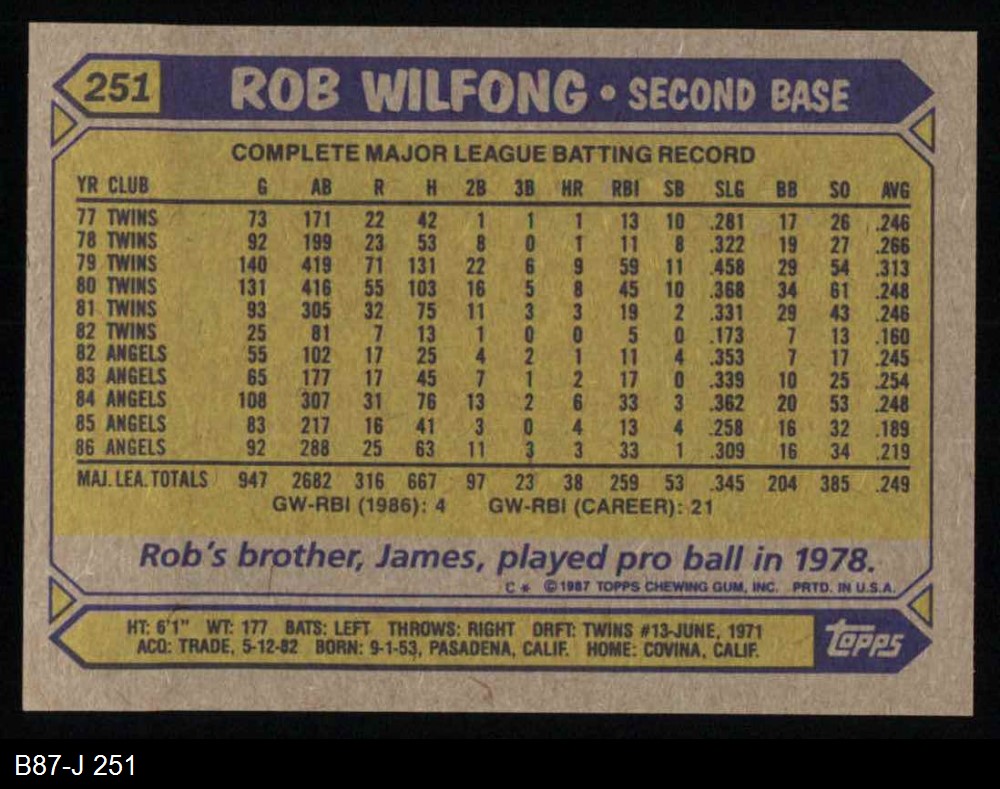 251 ROB WILFONG • SECOND BASE
COMPLETE MAJOR LEAGUE BATTING RECORD
YR CLUB G AB R H 2B 3B HR RBI SB SLG BB SO AVG
77 TWINS 73 171 22 42 1 1 1 13 10 .281 17 26 .246
78 TWINS 92 199 23 53 8 0 1 11 8 .322 19 27 .266
79 TWINS 140 419 71 131 22 6 9 59 11 .458 29 54 .313
80 TWINS 131 416 55 103 16 5 8 45 10 .368 34 61 .248
81 TWINS 93 305 32 75 11 3 3 19 2 .331 29 43 .246
82 TWINS 25 81 7 13 1 0 0 5 0 .173 7 13 .160
82 ANGELS 55 102 17 25 4 2 1 11 4 .353 7 17 .245
83 ANGELS 65 177 17 45 7 1 2 17 0 .339 10 25 .254
84 ANGELS 108 307 31 76 13 2 6 33 3 .362 20 53 .248
85 ANGELS 83 217 16 41 3 0 4 13 4 .258 16 32 .189
86 ANGELS 92 288 25 63 11 3 3 33 1 .309 16 34 .219
MAJ. LEA. TOTALS 947 2682 316 667 97 23 38 259 53 .345 204 385 .249
GW-RBI (1986): 4 GW-RBI (CAREER): 21
Rob's brother, James, played pro ball in 1978.
C * © 1987 TOPPS CHEWING GUM, INC. PRTD. IN U.S.A.
HT: 6'1" WT: 177 BATS: LEFT THROWS: RIGHT DRFT: TWINS #13-JUNE, 1971
ACQ: TRADE, 5-12-82 BORN: 9-1-53, PASADENA, CALIF. HOME: COVINA, CALIF.
topps
B87-J 251